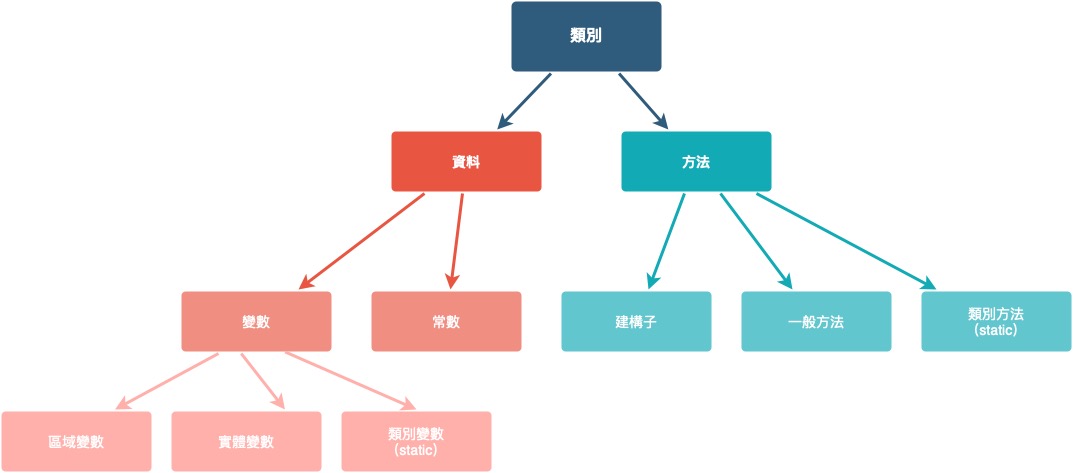 類別
資料
方法
變數
常數
建構子
一般方法
類別方法
(static)
區域變數
實體變數
類別變數
(static)